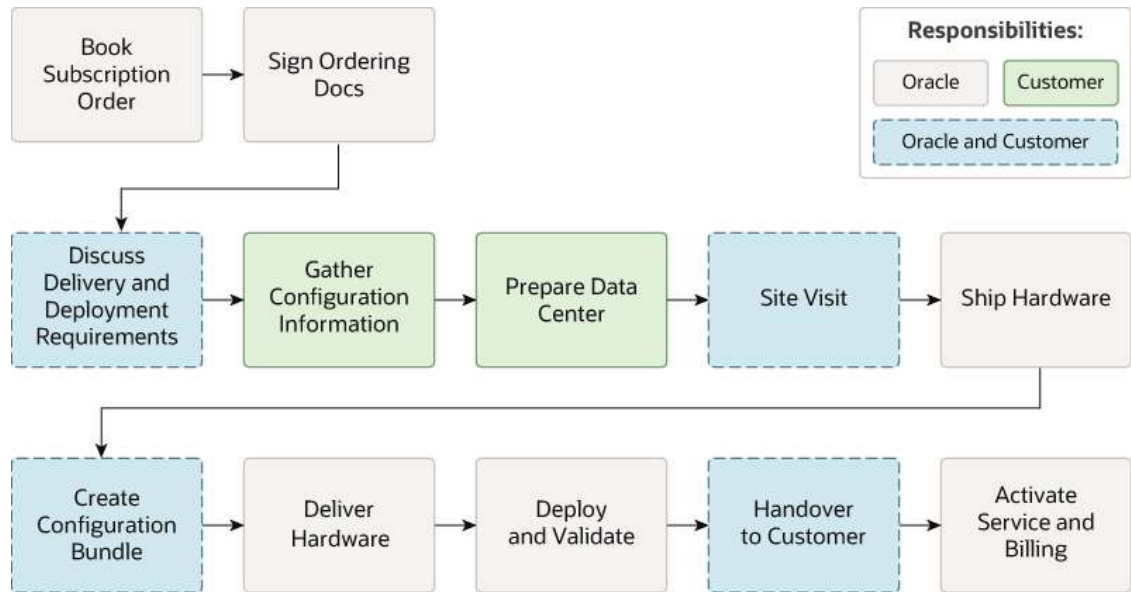 Book
Subscription
Order
Sign Ordering
Docs
Responsibilities:
Oracle
Customer
Oracle and Customer
Discuss
Delivery and
Deployment
Requirements
Gather
Configuration
Information
Prepare Data
Center
Site Visit
Ship Hardware
Create
Configuration
Bundle
Deliver
Hardware
Deploy
and Validate
Handover
to Customer
Activate
Service and
Billing